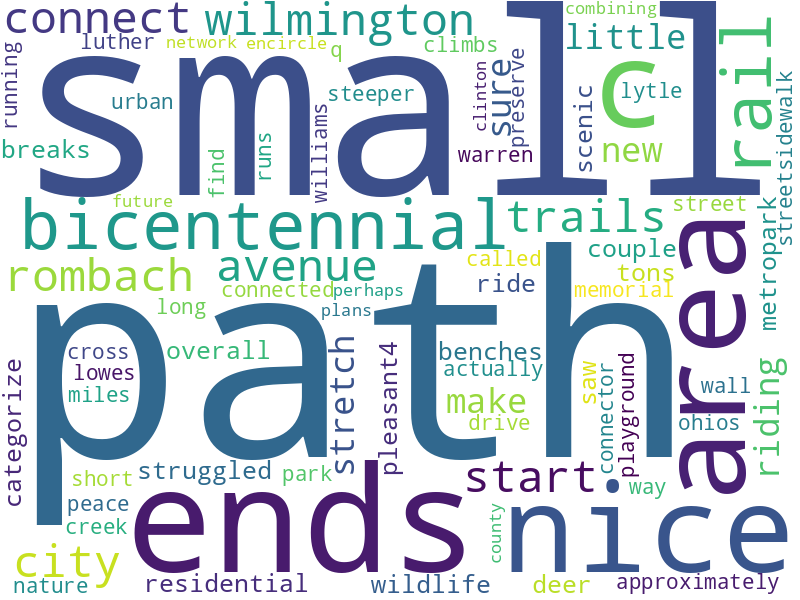 combining
connect
wilmington
small
luther
network
encircle
q
climbs
little
c
rail
running
urban
steeper
clinton
sure
preserve
lytle
streetsidewalk
breaks
find
runs
williams
warren
scenic
new
future
bicentennial
trails
street
area
metropark
rombach
avenue
called
couple
connected
perhaps
ride
tons
memorial
long
plans
path
cross
overall
stretch
benches
lowes
actually
categorize
miles
pleasant4
make
saw
connector
playground
wall
drive
ohios
riding
short
struggled
park
start
ends
nice
way
peace
creek
county
city
nature
residential
wildlife
deer
approximately